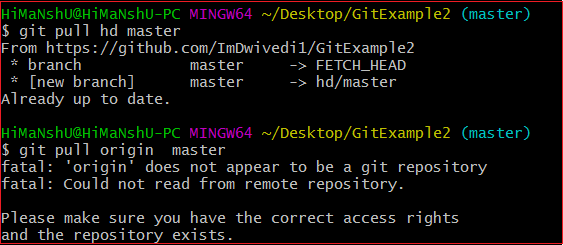 HiMaNshU@HiMaNshU-PC MINGW64 ~/Desktop/GitExample2 (master)
$ git pull hd master
From https://github.com/ImDwivedi1/GitExample2
 * branch            master     -> FETCH_HEAD
 * [new branch]      master     -> hd/master
Already up to date.

HiMaNshU@HiMaNshU-PC MINGW64 ~/Desktop/GitExample2 (master)
$ git pull origin  master
fatal: 'origin' does not appear to be a git repository
fatal: Could not read from remote repository.

Please make sure you have the correct access rights
and the repository exists.